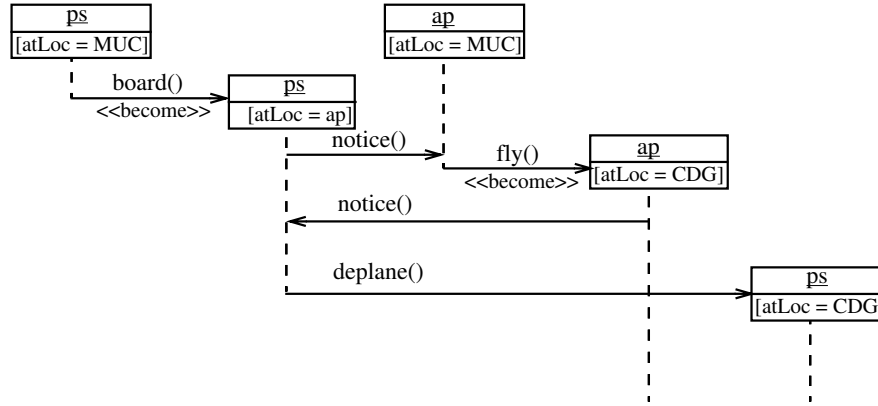 ps
[atLoc = MUC]
ap
[atLoc = MUC]
board()
<<become>>
ps
[atLoc = ap]
notice()
fly()
<<become>>
ap
[atLoc = CDG]
notice()
deplane()
ps
[atLoc = CDG